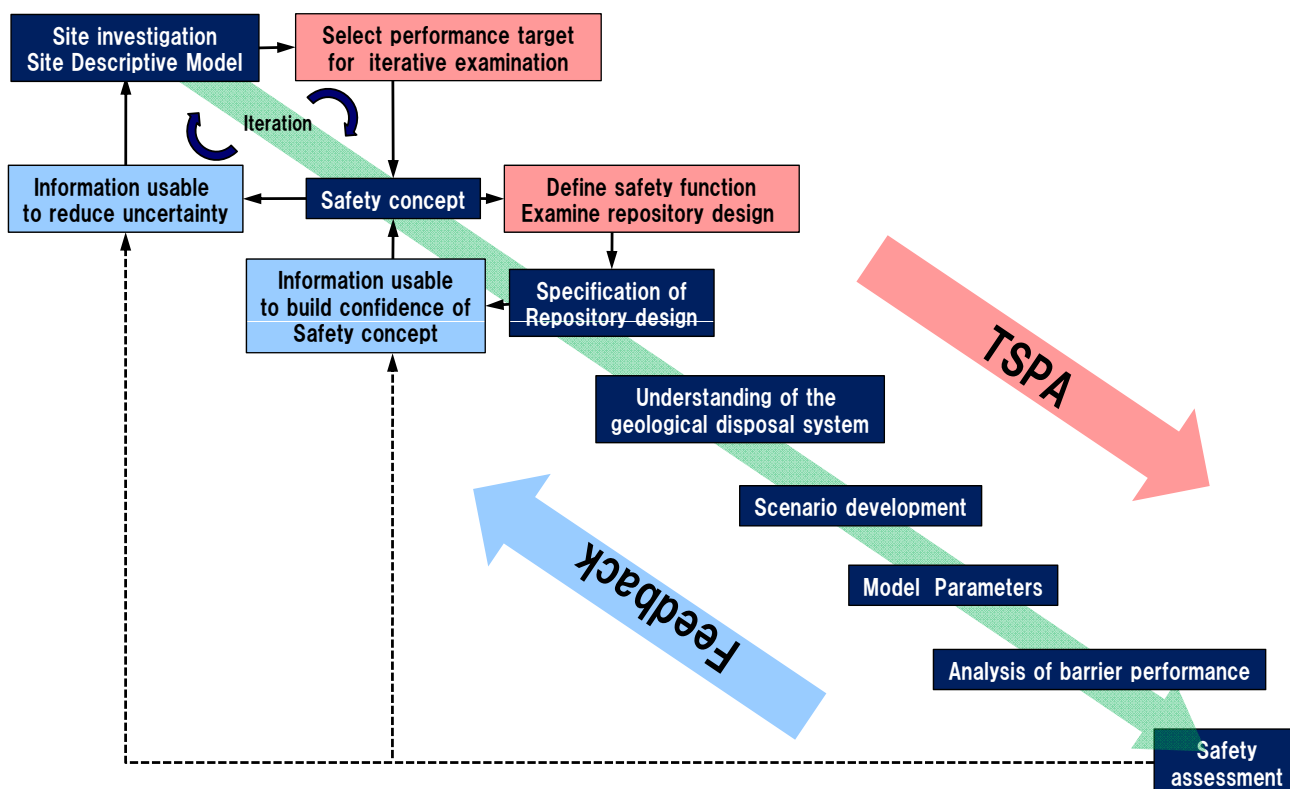 Site investigation
Site Descriptive Model
Select performance target
for iterative examination
Iteration
Information usable
to reduce uncertainty
Safety concept
Define safety function
Examine repository design
Information usable
to build confidence of
Safety concept
Specification of
Repository design
TSPA
Understanding of the
geological disposal system
Feedback
Scenario development
Model Parameters
Analysis of barrier performance
Safety
assessment